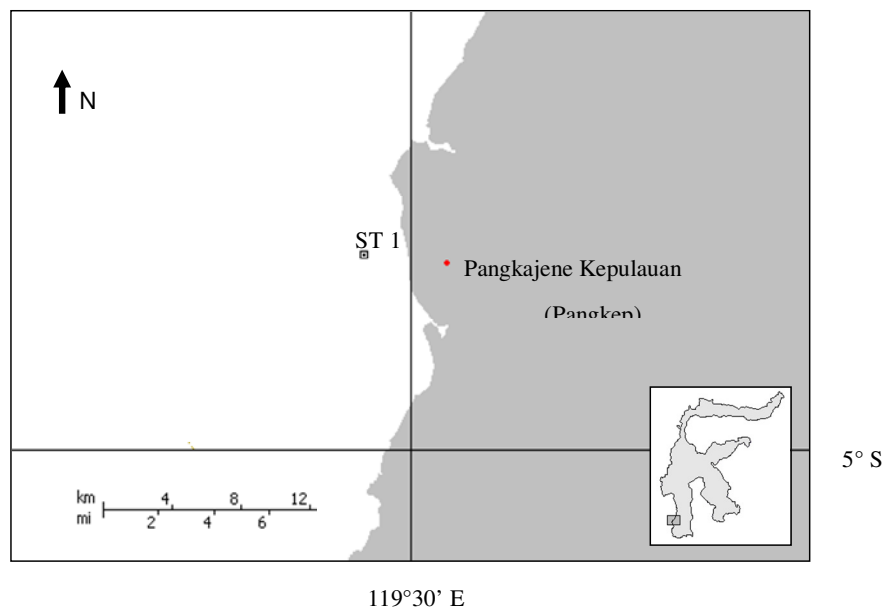 N
ST 1
Pangkajene Kepulauan
(Pangkep)
5° S
km 4 8 12
mi 2 4 6
119°30’ E